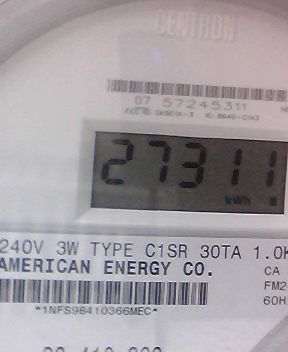 CENTRON
07 57245311
27311
kWh
240V 3W TYPE C1SR 30TA 1.0K
AMERICAN ENERGY CO.
CA
FM2
60H
*1NFS98410366MEC*